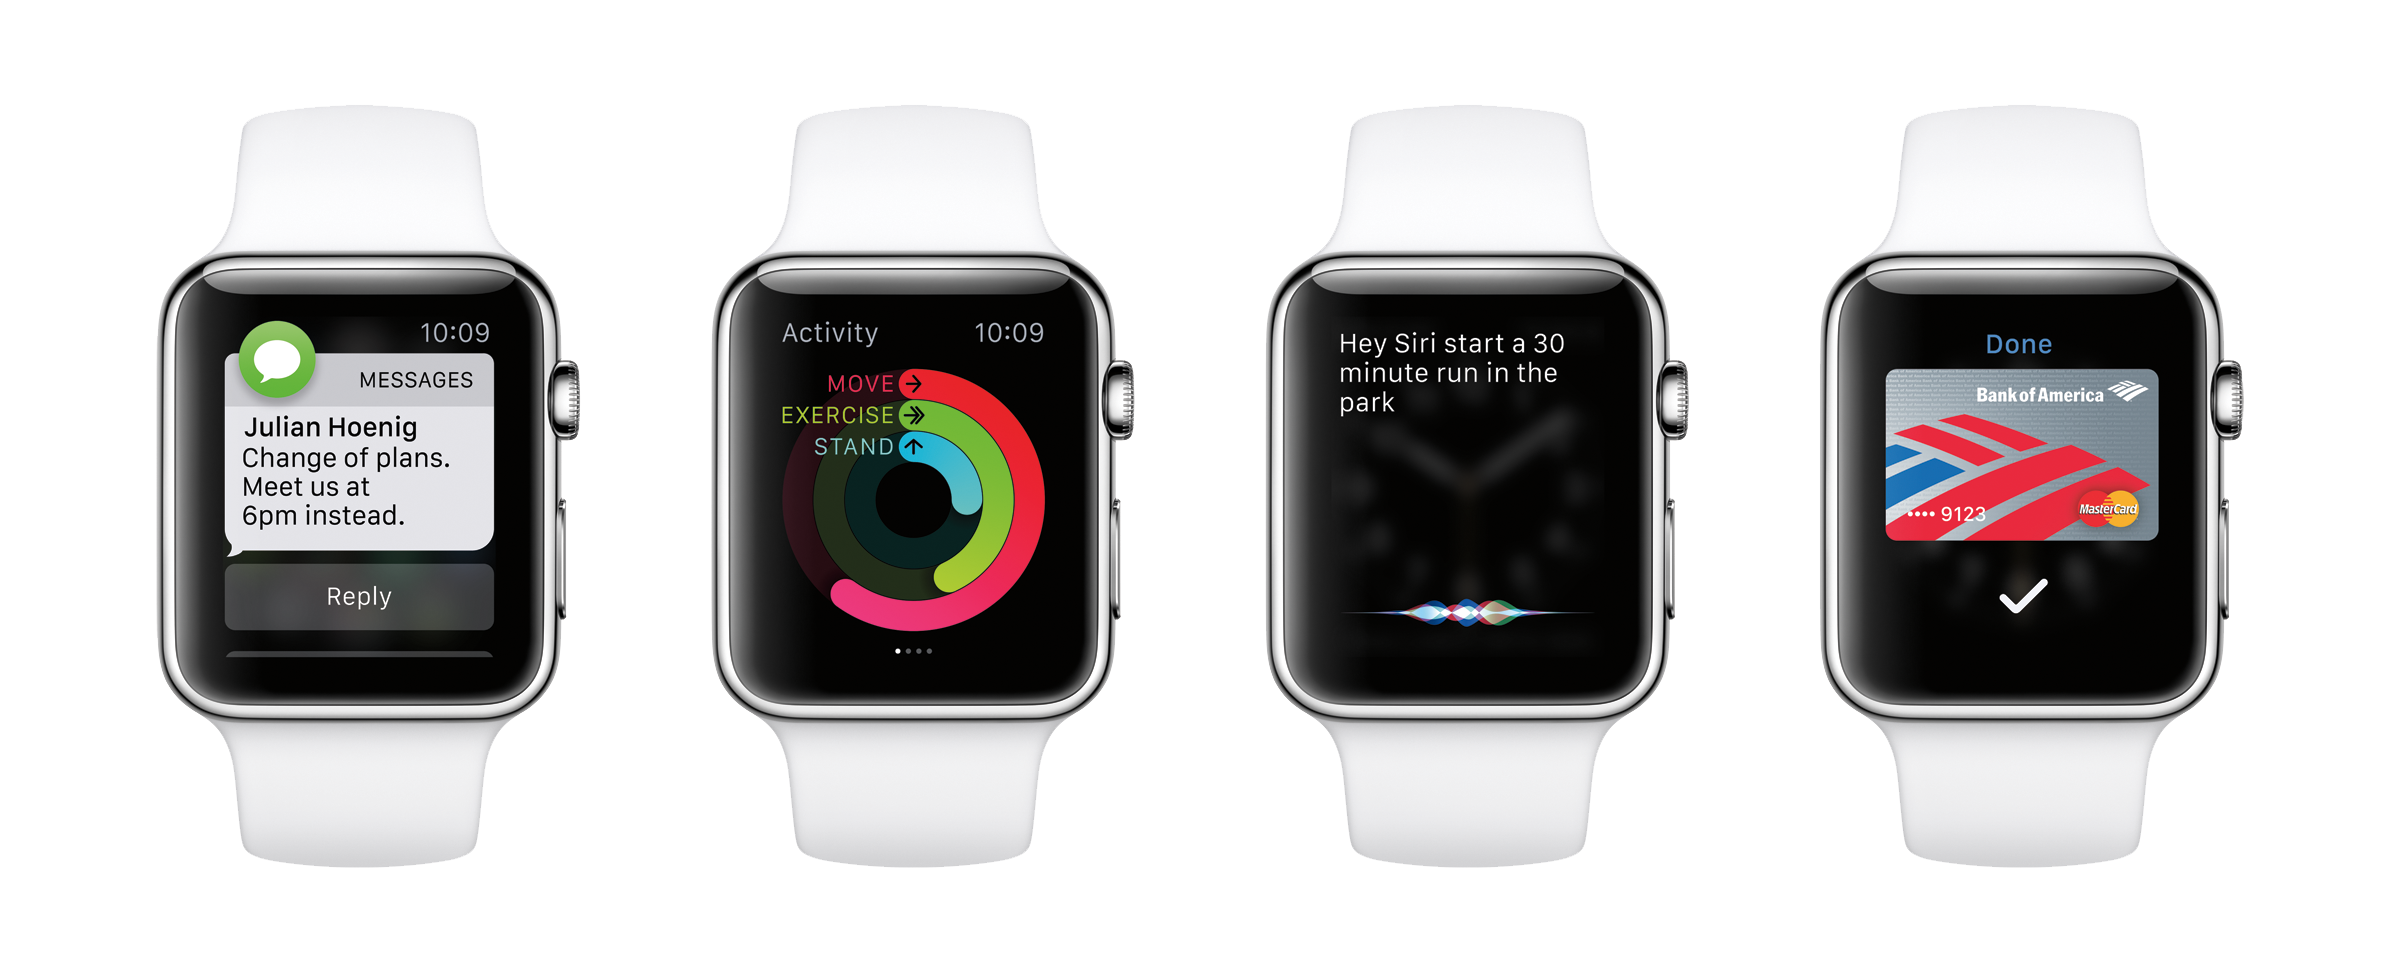 10:09
MESSAGES
Julian Hoenig
Change of plans.
Meet us at
6pm instead.
Reply
Activity
10:09
MOVE
EXERCISE
STAND
Hey Siri start a 30
minute run in the
park
Done
Bank of America
•••• 9123
MasterCard